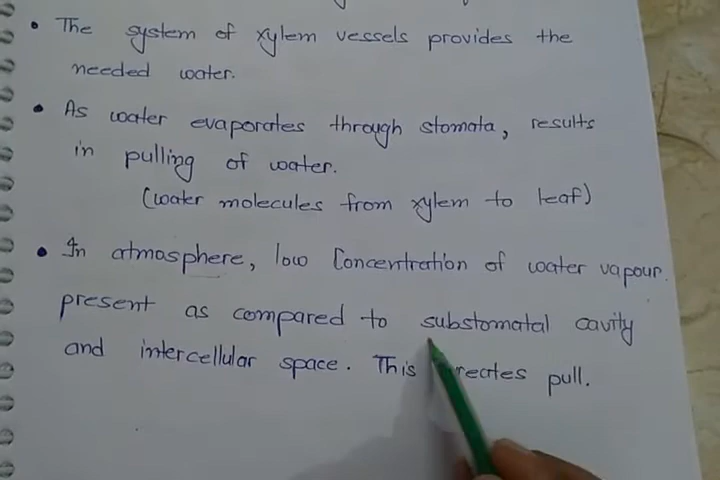 • The system of xylem vessels provides the
needed water.
• As water evaporates through stomata, results
in pulling of water.
(water molecules from xylem to leaf)
• In atmosphere, low Concentration of water vapour.
present as compared to substomatal cavity
and intercellular space. This creates pull.